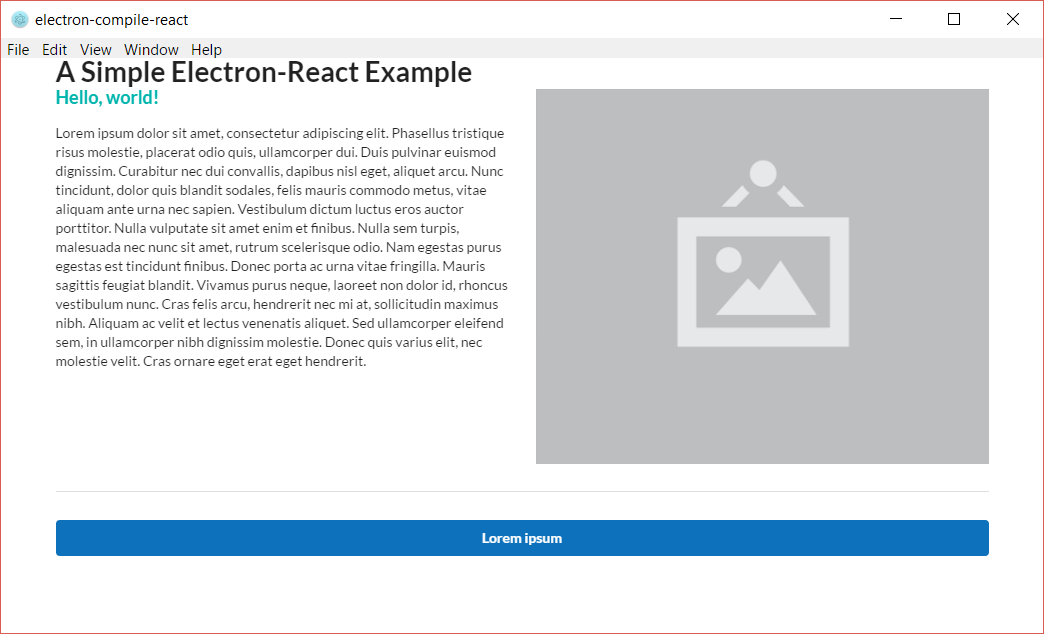 electron-compile-react
File Edit View Window Help
A Simple Electron-React Example
Hello, world!
Lorem ipsum dolor sit amet, consectetur adipiscing elit. Phasellus tristique
risus molestie, placerat odio quis, ullamcorper dui. Duis pulvinar euismod
dignissim. Curabitur nec dui convallis, dapibus nisl eget, aliquet arcu. Nunc
tincidunt, dolor quis blandit sodales, felis mauris commodo metus, vitae
aliquam ante urna nec sapien. Vestibulum dictum luctus eros auctor
porttitor. Nulla vulputate sit amet enim et finibus. Nulla sem turpis,
malesuada nec nunc sit amet, rutrum scelerisque odio. Nam egestas purus
egestas est tincidunt finibus. Donec porta ac urna vitae fringilla. Mauris
sagittis feugiat blandit. Vivamus purus neque, laoreet non dolor id, rhoncus
vestibulum nunc. Cras felis arcu, hendrerit nec mi at, sollicitudin maximus
nibh. Aliquam ac velit et lectus venenatis aliquet. Sed ullamcorper eleifend
sem, in ullamcorper nibh dignissim molestie. Donec quis varius elit, nec
molestie velit. Cras ornare eget erat eget hendrerit.
Lorem ipsum